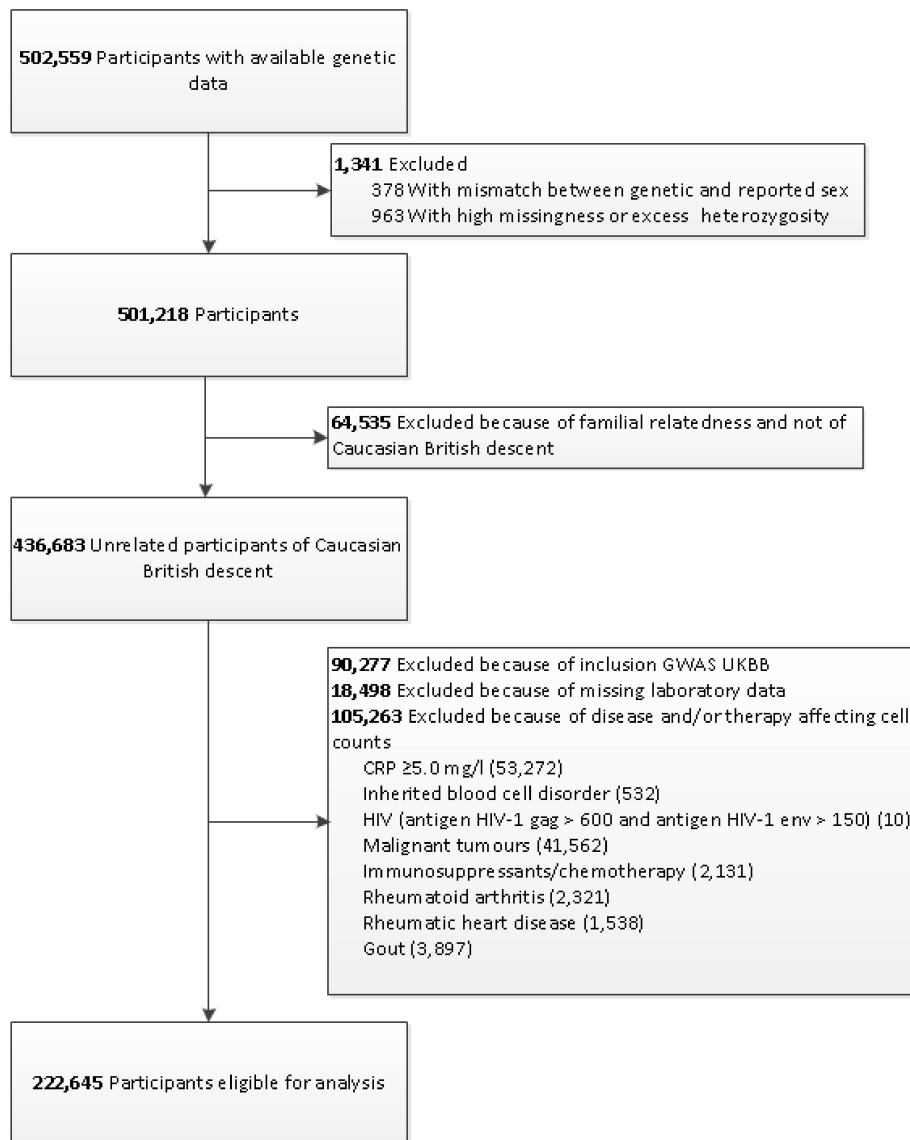 502,559 Participants with available genetic
data
1,341 Excluded
378 With mismatch between genetic and reported sex
963 With high missingness or excess heterozygosity
501,218 Participants
64,535 Excluded because of familial relatedness and not of
Caucasian British descent
436,683 Unrelated participants of Caucasian
British descent
90,277 Excluded because of inclusion GWAS UKBB
18,498 Excluded because of missing laboratory data
105,263 Excluded because of disease and/or therapy affecting cell
counts
CRP ≥5.0 mg/l (53,272)
Inherited blood cell disorder (532)
HIV (antigen HIV-1 gag > 600 and antigen HIV-1 env > 150) (10)
Malignant tumours (41,562)
Immunosuppressants/chemotherapy (2,131)
Rheumatoid arthritis (2,321)
Rheumatic heart disease (1,538)
Gout (3,897)
222,645 Participants eligible for analysis